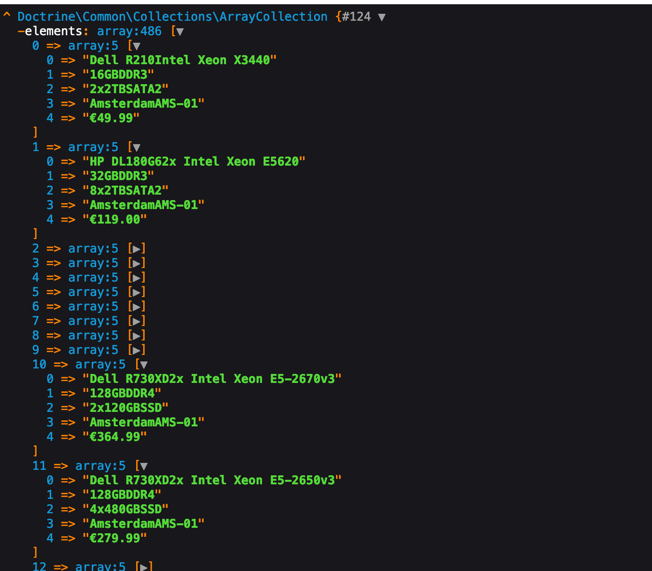 ^ Doctrine\Common\Collections\ArrayCollection {#124 ▼
-elements: array:486 [▼
0 => array:5 [▼
0 => "Dell R210Intel Xeon X3440"
1 => "16GBDDR3"
2 => "2x2TBSATA2"
3 => "AmsterdamAMS-01"
4 => "€49.99"
]
1 => array:5 [▼
0 => "HP DL180G62x Intel Xeon E5620"
1 => "32GBDDR3"
2 => "8x2TBSATA2"
3 => "AmsterdamAMS-01"
4 => "€119.00"
]
2 => array:5 [▶]
3 => array:5 [▶]
4 => array:5 [▶]
5 => array:5 [▶]
6 => array:5 [▶]
7 => array:5 [▶]
8 => array:5 [▶]
9 => array:5 [▶]
10 => array:5 [▼
0 => "Dell R730XD2x Intel Xeon E5-2670v3"
1 => "128GBDDR4"
2 => "2x120GBSSD"
3 => "AmsterdamAMS-01"
4 => "€364.99"
]
11 => array:5 [▼
0 => "Dell R730XD2x Intel Xeon E5-2650v3"
1 => "128GBDDR4"
2 => "4x480GBSSD"
3 => "AmsterdamAMS-01"
4 => "€279.99"
]
12 => array:5 [▶]